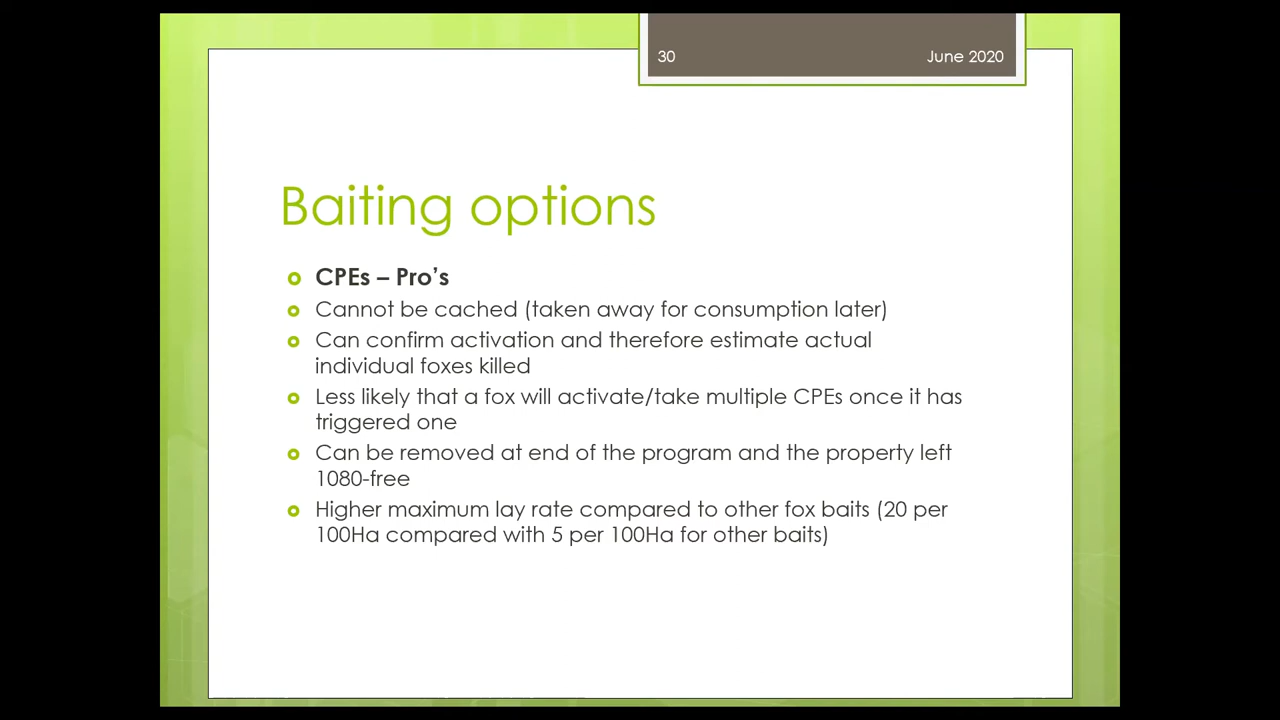 30
June 2020
Baiting options
CPEs – Pro’s
Cannot be cached (taken away for consumption later)
Can confirm activation and therefore estimate actual
individual foxes killed
Less likely that a fox will activate/take multiple CPEs once it has
triggered one
Can be removed at end of the program and the property left
1080-free
Higher maximum lay rate compared to other fox baits (20 per
100Ha compared with 5 per 100Ha for other baits)